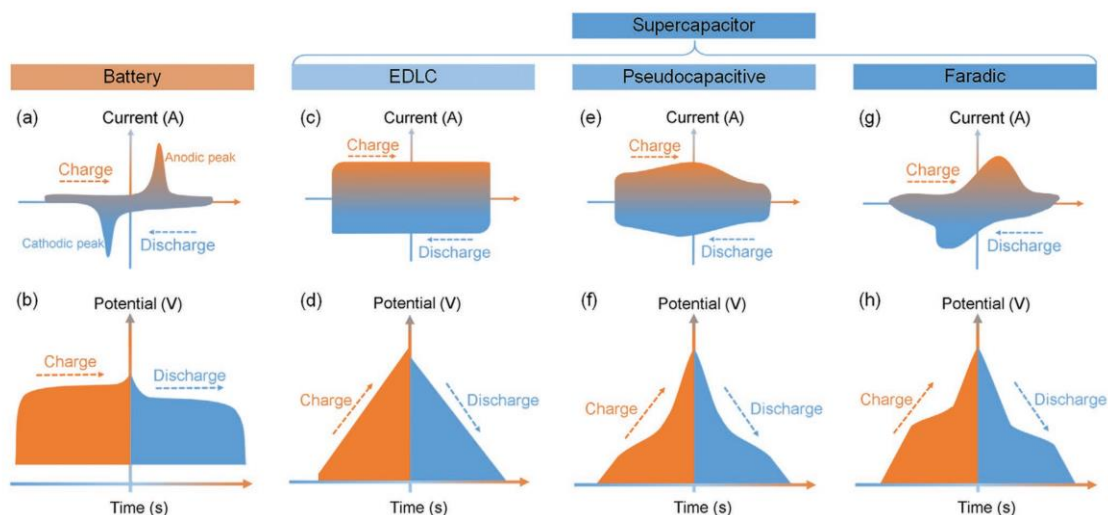 Supercapacitor
Battery
EDLC
Pseudocapacitive
Faradic
(a)
Current (A)
Anodic peak
Charge
Cathodic peak
Discharge
(c)
Current (A)
Charge
Discharge
(e)
Current (A)
Charge
Discharge
(g)
Current (A)
Charge
Discharge
(b)
Potential (V)
Charge
Discharge
Time (s)
(d)
Potential (V)
Charge
Discharge
Time (s)
(f)
Potential (V)
Charge
Discharge
Time (s)
(h)
Potential (V)
Charge
Discharge
Time (s)